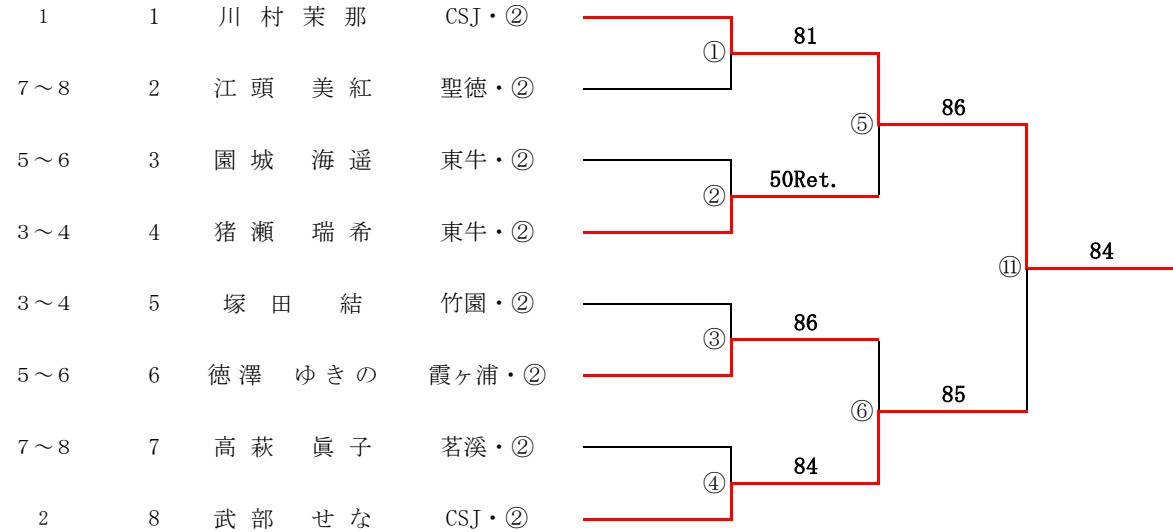 1 1 川村茉那 CSJ・②
① 81
7～8 2 江頭 美紅 聖徳・②
⑤ 86
5～6 3 園城 海遥 東牛・②
② 50Ret.
3～4 4 猪瀬 瑞希 東牛・②
⑪ 84
3～4 5 塚田 結 竹園・②
③ 86
5～6 6 徳澤 ゆきの 霞ヶ浦・②
⑥ 85
7～8 7 高萩 眞子 茗溪・②
④ 84
2 8 武部 せな CSJ・②